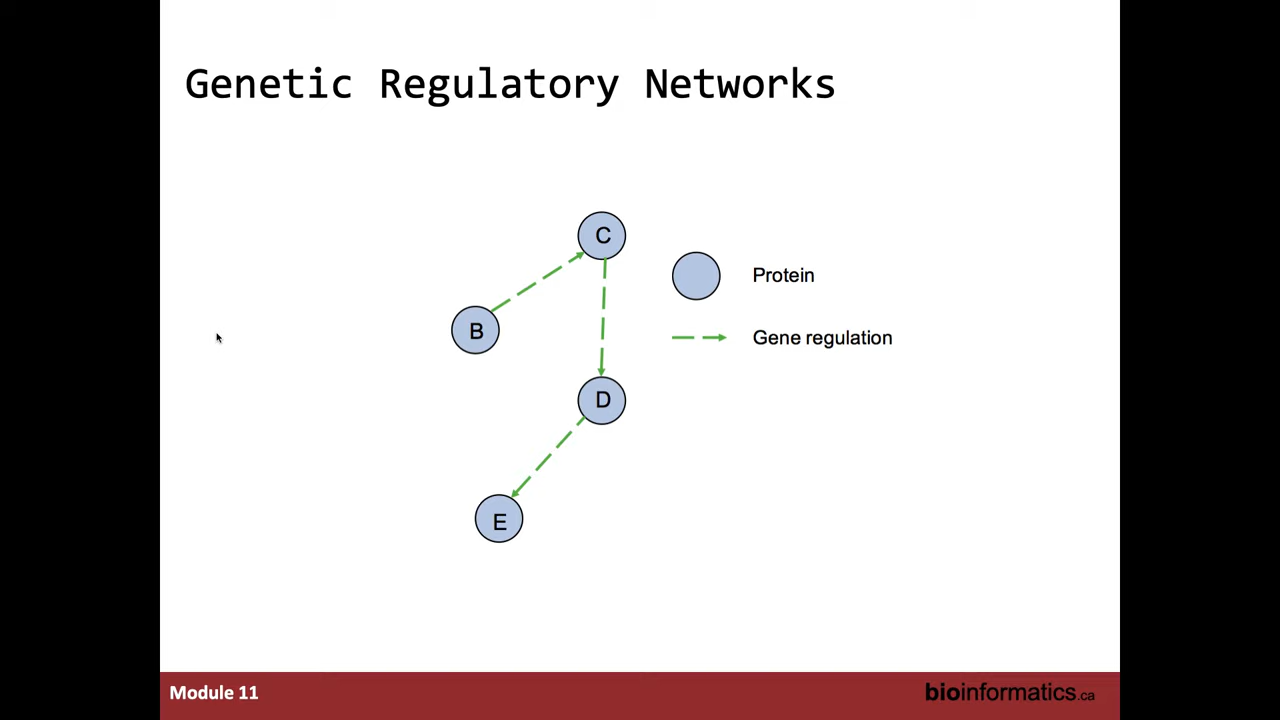 Genetic Regulatory Networks
C
Protein
B
Gene regulation
D
E
Module 11
bioinformatics.ca